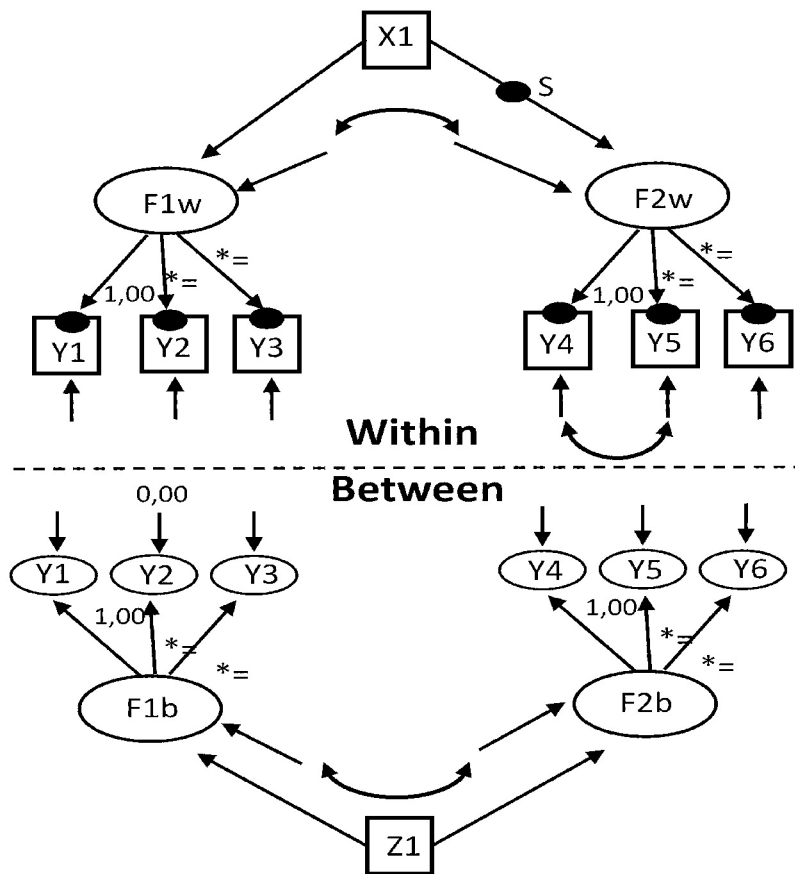 X1
S
F1w
F2w
1,00 *= *=
1,00 *= *=
Y1 Y2 Y3
Y4 Y5 Y6
Within
Between
0,00
Y1 Y2 Y3
Y4 Y5 Y6
1,00 *= *=
1,00 *= *=
F1b
F2b
Z1